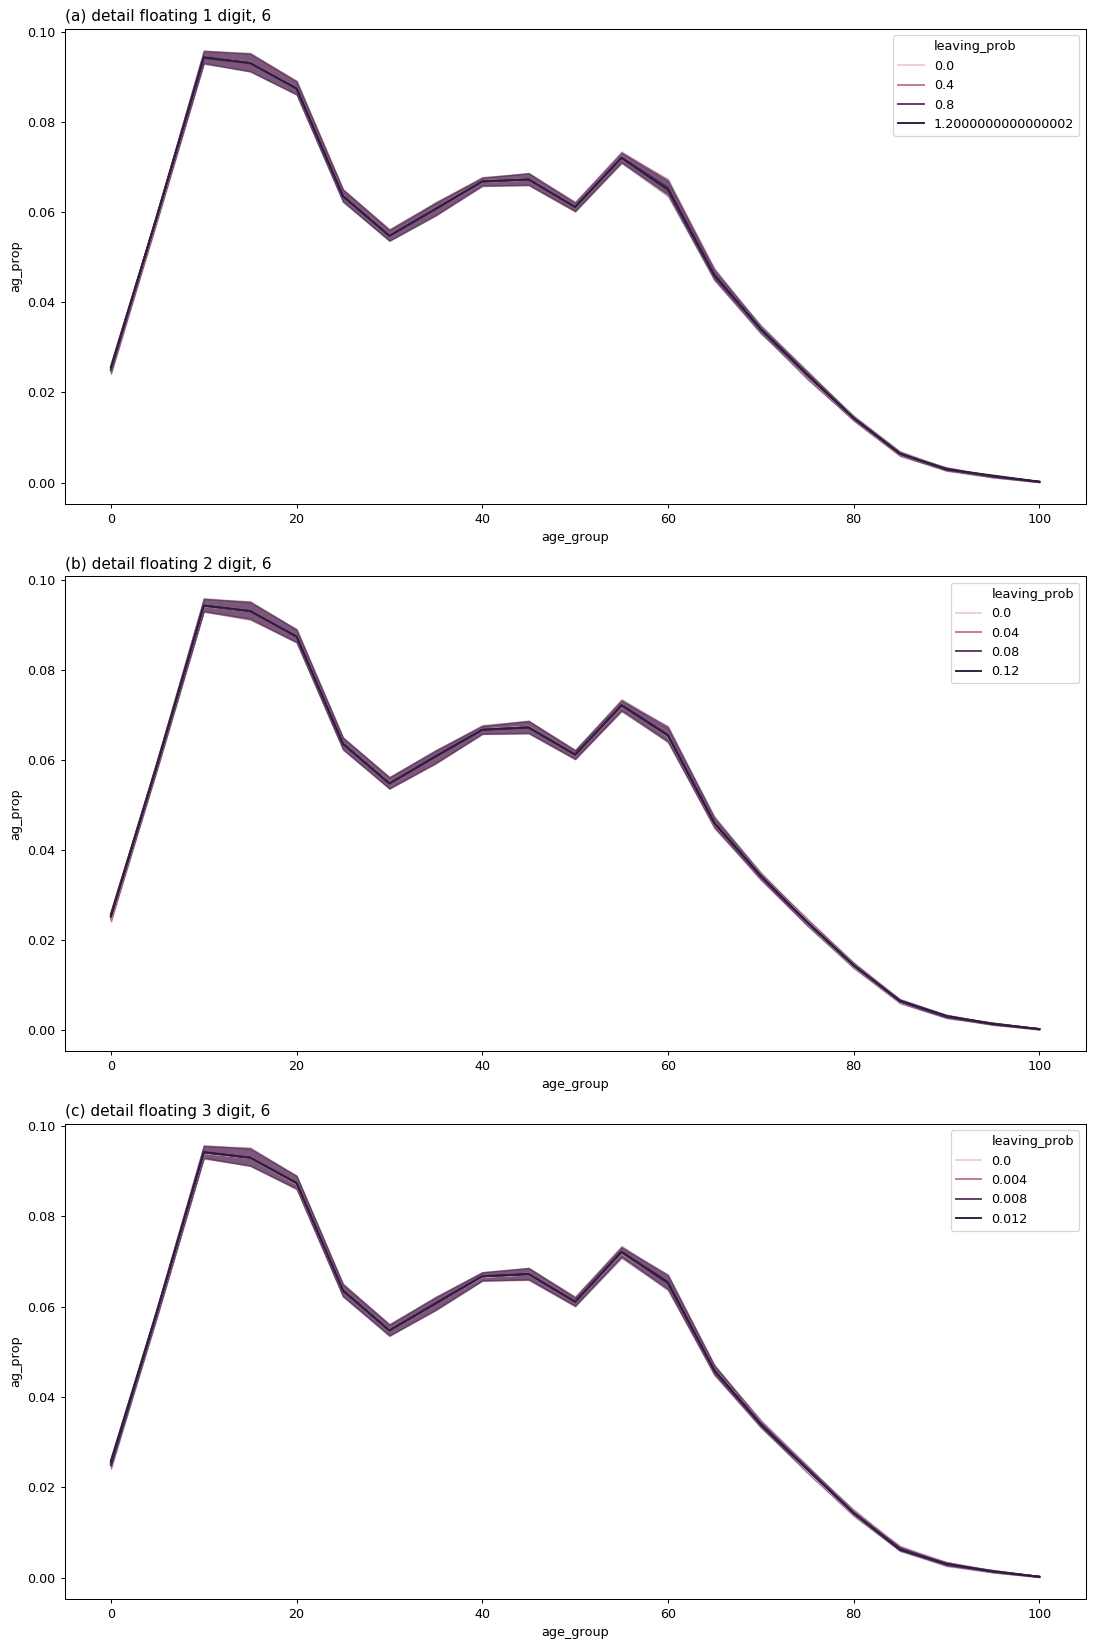 (a) detail floating 1 digit, 6
0.10
0.08
0.06
0.04
0.02
0.00
ag_prop
leaving_prob
0.0
0.4
0.8
1.2000000000000002
0 20 40 60 80 100
age_group
(b) detail floating 2 digit, 6
0.10
0.08
0.06
0.04
0.02
0.00
ag_prop
leaving_prob
0.0
0.04
0.08
0.12
0 20 40 60 80 100
age_group
(c) detail floating 3 digit, 6
0.10
0.08
0.06
0.04
0.02
0.00
ag_prop
leaving_prob
0.0
0.004
0.008
0.012
0 20 40 60 80 100
age_group